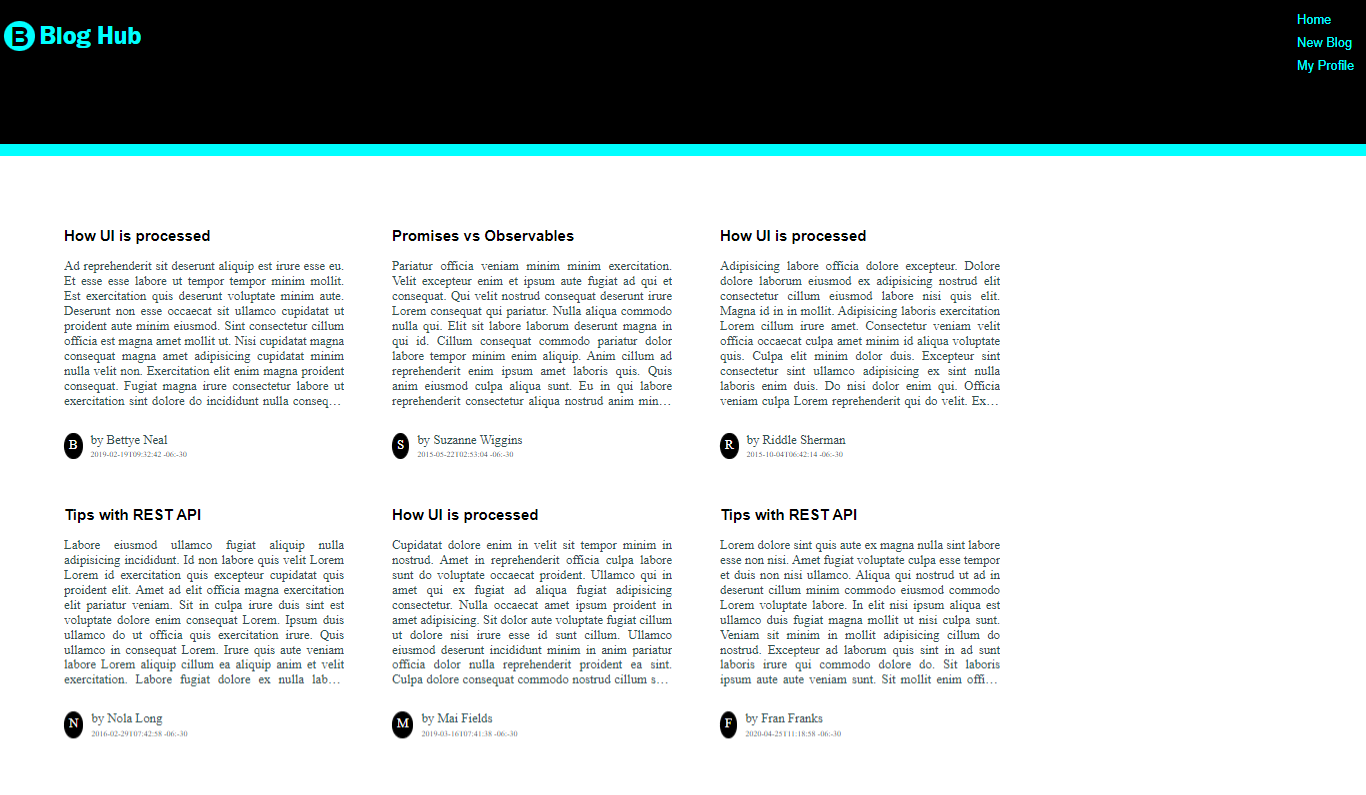 B Blog Hub
Home
New Blog
My Profile
How UI is processed
Ad reprehenderit sit deserunt aliquip est irure esse eu.
Et esse esse labore ut tempor tempor minim mollit.
Est exercitation quis deserunt voluptate minim aute.
Deserunt non esse occaecat sit ullamco cupidatat ut
proident aute minim eiusmod. Sint consectetur cillum
officia est magna amet mollit ut. Nisi cupidatat magna
consequat magna amet adipisicing cupidatat minim
nulla velit non. Exercitation elit enim magna proident
consequat. Fugiat magna irure consectetur labore ut
exercitation sint dolore do incididunt nulla conseq...
B
by Bettye Neal
2019-02-19T09:32:42 -06:-30
Promises vs Observables
Pariatur officia veniam minim minim exercitation.
Velit excepteur enim et ipsum aute fugiat ad qui et
consequat. Qui velit nostrud consequat deserunt irure
Lorem consequat qui pariatur. Nulla aliqua commodo
nulla qui. Elit sit labore laborum deserunt magna in
qui id. Cillum consequat commodo pariatur dolor
labore tempor minim enim aliquip. Anim cillum ad
reprehenderit enim ipsum amet laboris quis. Quis
anim eiusmod culpa aliqua sunt. Eu in qui labore
reprehenderit consectetur aliqua nostrud anim min...
S
by Suzanne Wiggins
2015-05-22T02:53:04 -06:-30
How UI is processed
Adipisicing labore officia dolore excepteur. Dolore
dolore laborum eiusmod ex adipisicing nostrud elit
consectetur cillum eiusmod labore nisi quis elit.
Magna id in in mollit. Adipisicing laboris exercitation
Lorem cillum irure amet. Consectetur veniam velit
officia occaecat culpa amet minim id aliqua voluptate
quis. Culpa elit minim dolor duis. Excepteur sint
consectetur sint ullamco adipisicing ex sint nulla
laboris enim duis. Do nisi dolor enim qui. Officia
veniam culpa Lorem reprehenderit qui do velit. Ex...
R
by Riddle Sherman
2015-10-04T06:42:14 -06:-30
Tips with REST API
Labore eiusmod ullamco fugiat aliquip nulla
adipisicing incididunt. Id non labore quis velit Lorem
Lorem id exercitation quis excepteur cupidatat quis
proident elit. Amet ad elit officia magna exercitation
elit pariatur veniam. Sit in culpa irure duis sint est
voluptate dolore enim consequat Lorem. Ipsum duis
ullamco do ut officia quis exercitation irure. Quis
ullamco in consequat Lorem. Irure quis aute veniam
labore Lorem aliquip cillum ea aliquip anim et velit
exercitation. Labore fugiat dolore ex nulla lab...
N
by Nola Long
2016-02-29T07:42:58 -06:-30
How UI is processed
Cupidatat dolore enim in velit sit tempor minim in
nostrud. Amet in reprehenderit officia culpa labore
sunt do voluptate occaecat proident. Ullamco qui in
amet qui ex fugiat ad aliqua fugiat adipisicing
consectetur. Nulla occaecat amet ipsum proident in
amet adipisicing. Sit dolor aute voluptate fugiat cillum
ut dolore nisi irure esse id sunt cillum. Ullamco
eiusmod deserunt incididunt minim in anim pariatur
officia dolor nulla reprehenderit proident ea sint.
Culpa dolore consequat commodo nostrud cillum s...
M
by Mai Fields
2019-03-16T07:41:38 -06:-30
Tips with REST API
Lorem dolore sint quis aute ex magna nulla sint labore
esse non nisi. Amet fugiat voluptate culpa esse tempor
et duis non nisi ullamco. Aliqua qui nostrud ut ad in
deserunt cillum minim commodo eiusmod commodo
Lorem voluptate labore. In elit nisi ipsum aliqua est
ullamco duis fugiat magna mollit ut nisi culpa sunt.
Veniam sit minim in mollit adipisicing cillum do
nostrud. Excepteur ad laborum quis sint in ad sunt
laboris irure qui commodo dolore do. Sit laboris
ipsum aute aute veniam sunt. Sit mollit enim offi...
F
by Fran Franks
2020-04-25T11:18:58 -06:-30